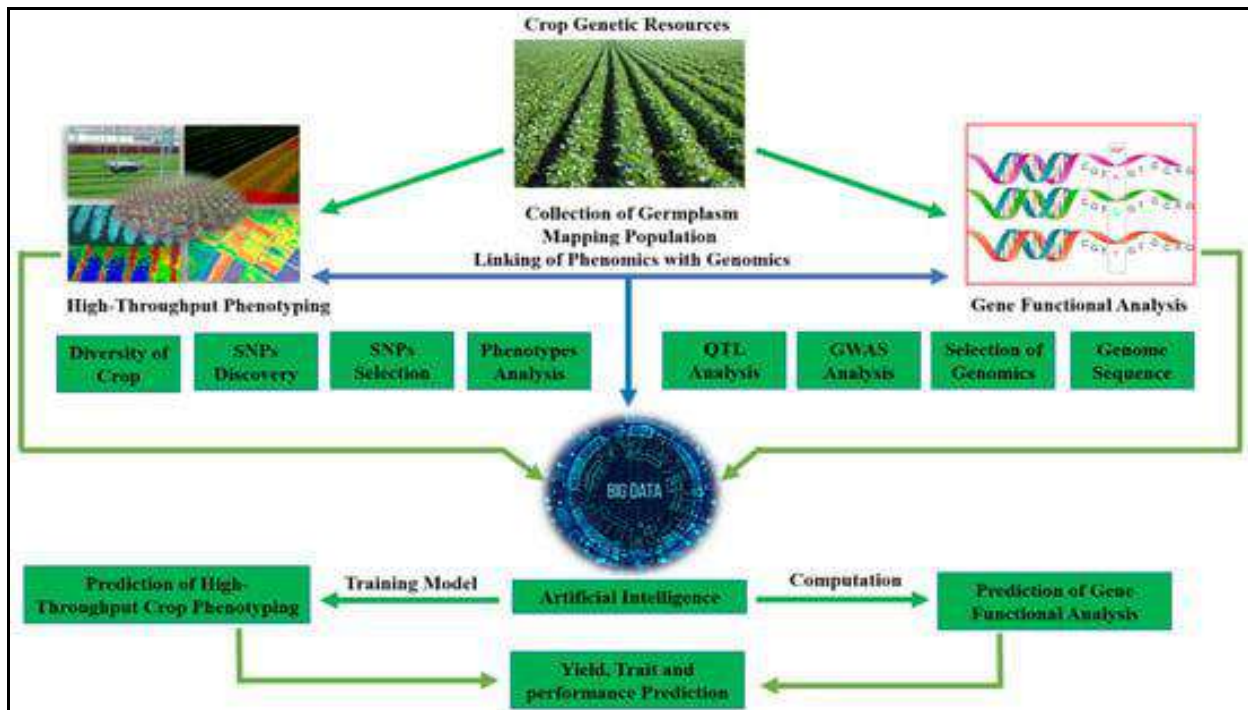 Crop Genetic Resources
Collection of Germplasm
Mapping Population
Linking of Phenomics with Genomics
High-Throughput Phenotyping
Gene Functional Analysis
Diversity of
Crop
SNPs
Discovery
SNPs
Selection
Phenotypes
Analysis
QTL
Analysis
GWAS
Analysis
Selection of
Genomics
Genome
Sequence
BIG DATA
Prediction of High-
Throughput Crop Phenotyping
Training Model
Artificial Intelligence
Computation
Prediction of Gene
Functional Analysis
Yield, Trait and
performance Prediction